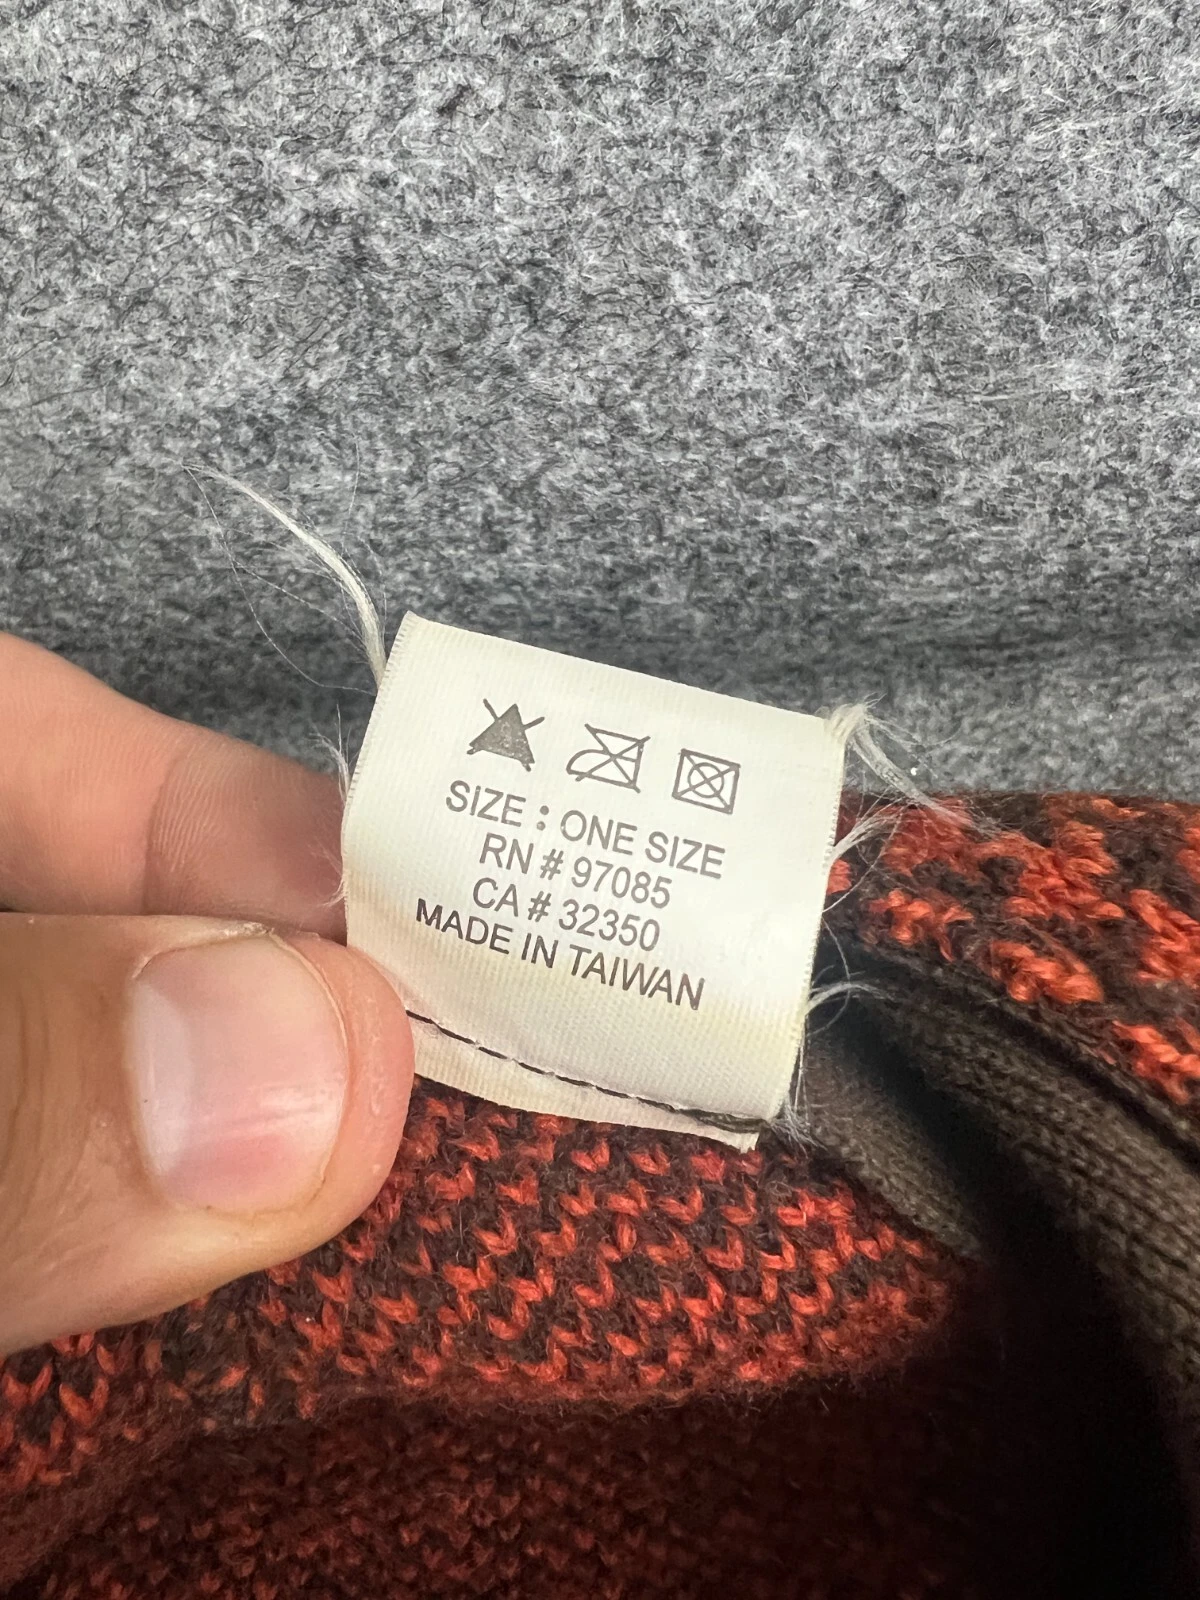 SIZE : ONE SIZE
RN # 97085
CA # 32350
MADE IN TAIWAN